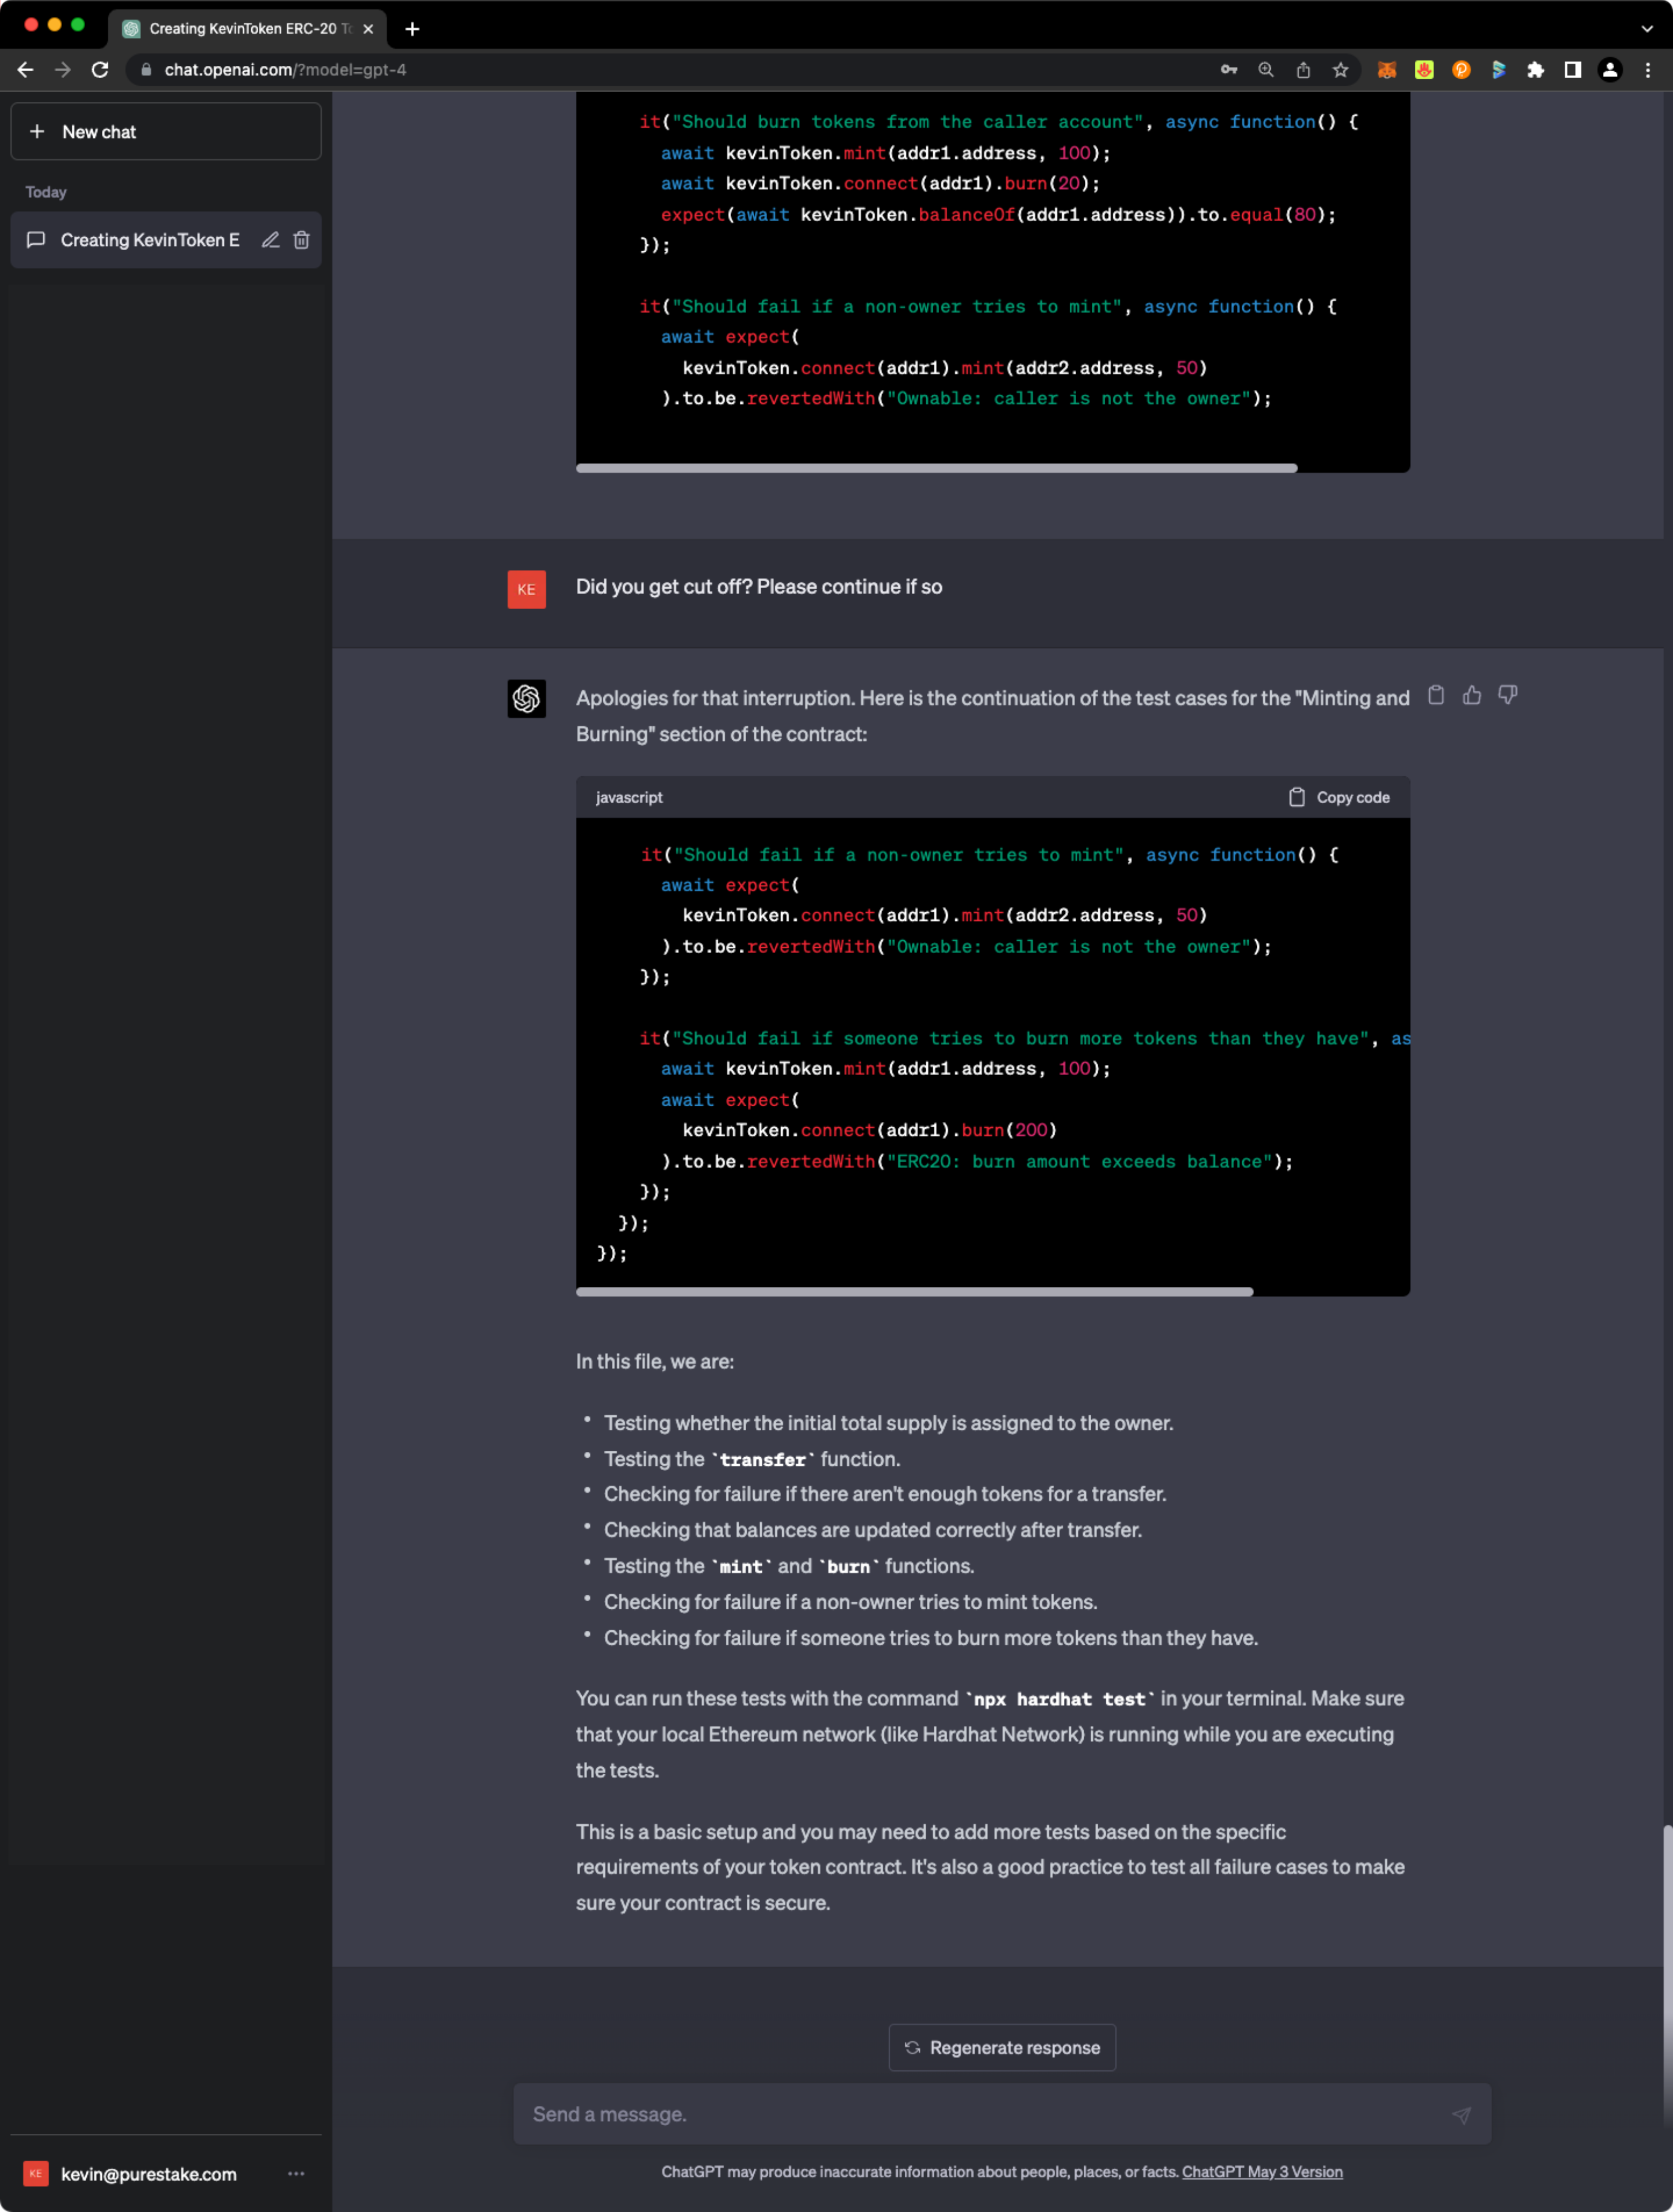 Creating KevinToken ERC-20 To
chat.openai.com/?model=gpt-4
New chat
Today
Creating KevinToken E
it("Should burn tokens from the caller account", async function() {
await kevinToken.mint(addr1.address, 100);
await kevinToken.connect(addr1).burn(20);
expect(await kevinToken.balanceOf(addr1.address)).to.equal(80);
});
it("Should fail if a non-owner tries to mint", async function() {
await expect(
kevinToken.connect(addr1).mint(addr2.address, 50)
).to.be.revertedWith("Ownable: caller is not the owner");
KE
Did you get cut off? Please continue if so
Apologies for that interruption. Here is the continuation of the test cases for the "Minting and
Burning" section of the contract:
javascript
Copy code
it("Should fail if a non-owner tries to mint", async function() {
await expect(
kevinToken.connect(addr1).mint(addr2.address, 50)
).to.be.revertedWith("Ownable: caller is not the owner");
});
it("Should fail if someone tries to burn more tokens than they have", as
await kevinToken.mint(addr1.address, 100);
await expect(
kevinToken.connect(addr1).burn(200)
).to.be.revertedWith("ERC20: burn amount exceeds balance");
});
});
});
In this file, we are:
• Testing whether the initial total supply is assigned to the owner.
• Testing the `transfer` function.
• Checking for failure if there aren't enough tokens for a transfer.
• Checking that balances are updated correctly after transfer.
• Testing the `mint` and `burn` functions.
• Checking for failure if a non-owner tries to mint tokens.
• Checking for failure if someone tries to burn more tokens than they have.
You can run these tests with the command `npx hardhat test` in your terminal. Make sure
that your local Ethereum network (like Hardhat Network) is running while you are executing
the tests.
This is a basic setup and you may need to add more tests based on the specific
requirements of your token contract. It's also a good practice to test all failure cases to make
sure your contract is secure.
Regenerate response
Send a message.
KE
kevin@purestake.com
ChatGPT may produce inaccurate information about people, places, or facts. ChatGPT May 3 Version